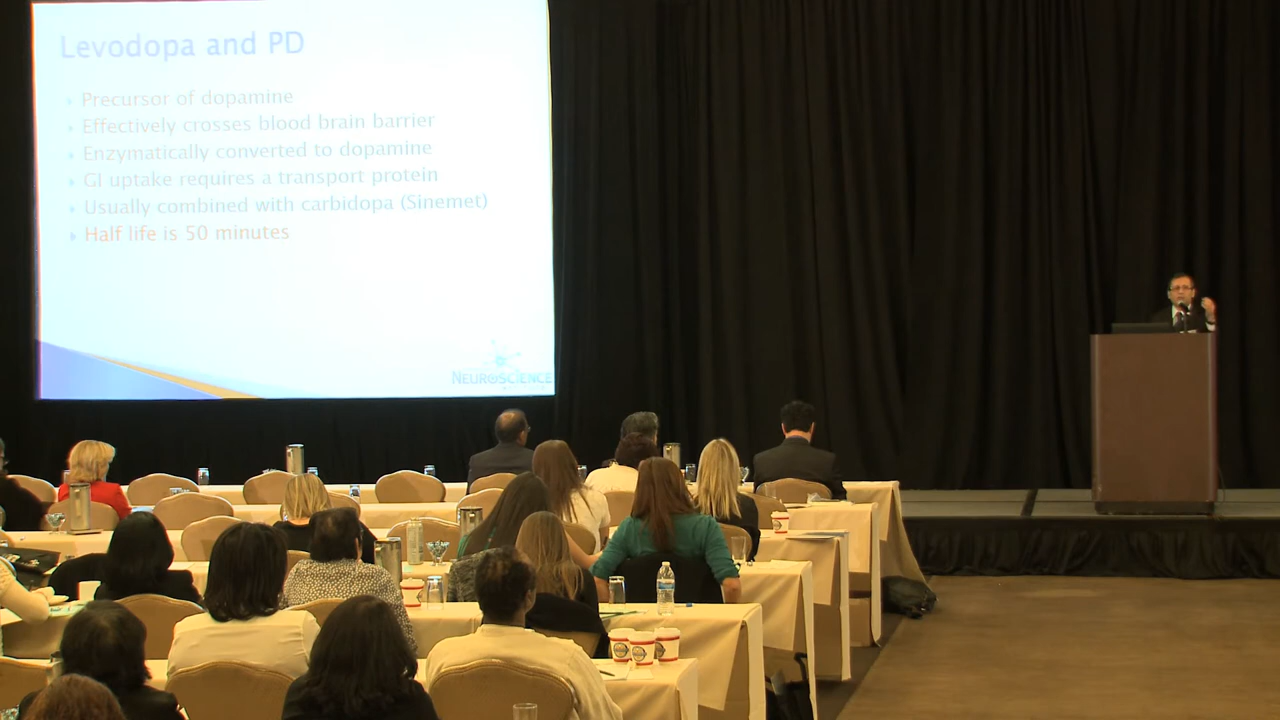 Levodopa and PD
Precursor of dopamine
Effectively crosses blood brain barrier
Enzymatically converted to dopamine
GI uptake requires a transport protein
Usually combined with carbidopa (Sinemet)
Half life is 50 minutes
NEUROSCIENCE